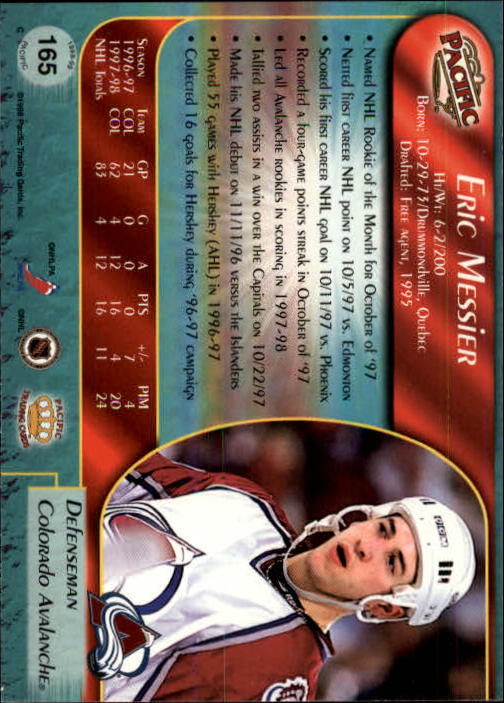 PACIFIC
Eric Messier
Ht/Wt: 6-2/200
Born: 10-29-73/Drummondville, Quebec
Drafted: Free agent, 1995
• Named NHL Rookie of the Month for October of '97
• Netted first career NHL point on 10/5/97 vs. Edmonton
• Scored his first career NHL goal on 10/11/97 vs. Phoenix
• Recorded a four-game points streak in October of '97
• Led all Avalanche rookies in scoring in 1997-98
• Tallied two assists in a win over the Capitals on 10/22/97
• Made his NHL debut on 11/11/96 versus the Islanders
• Played 55 games with Hershey (AHL) in 1996-97
• Collected 16 goals for Hershey during '96-97 campaign
Season Team GP G A PTS +/- PIM
1996-97 COL 21 0 0 0 7 4
1997-98 COL 62 4 12 16 4 20
NHL Totals 83 4 12 16 11 24
Defenseman
Colorado Avalanche®
165
©1998 Pacific Trading Cards, Inc.
©NHLPA
©NHL
PACIFIC
TRADING CARDS
CCM